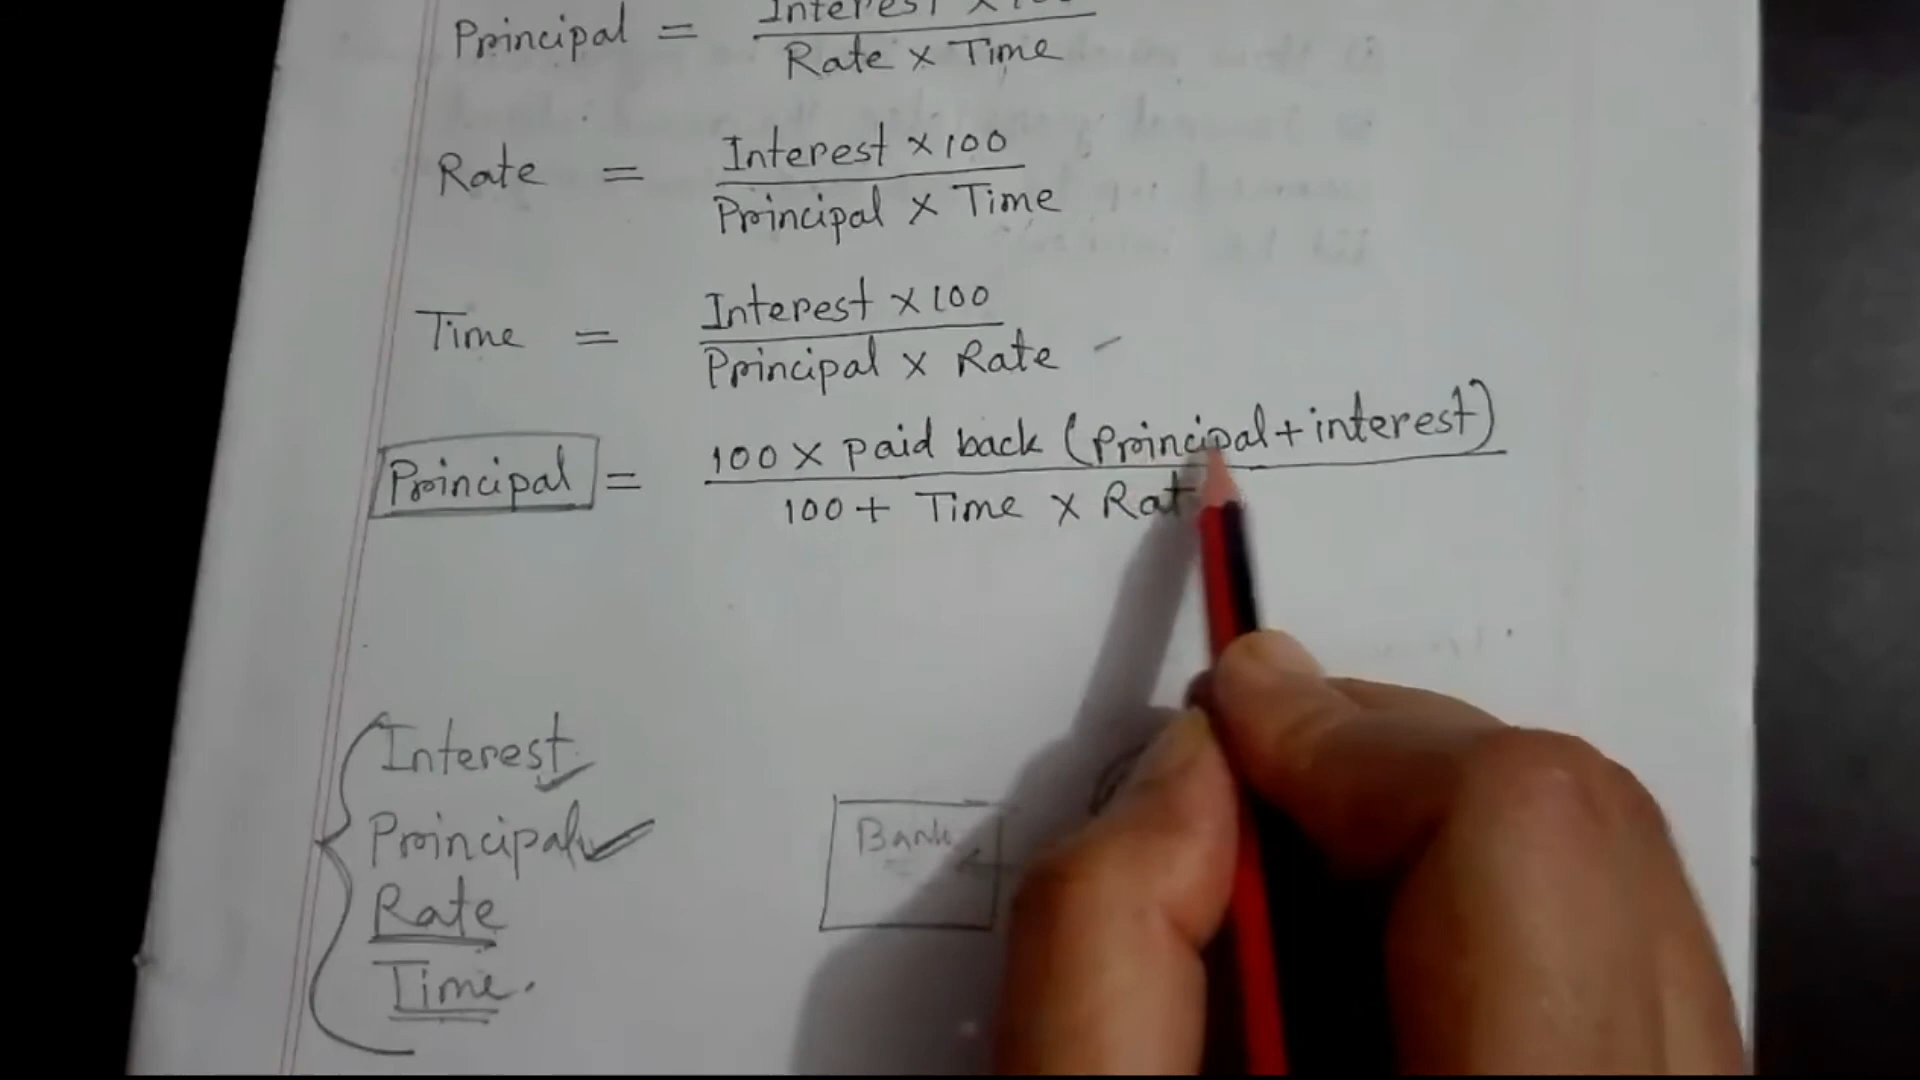 Principal = Interest × 100
Rate × Time
Rate = Interest × 100
Principal × Time
Time = Interest × 100
Principal × Rate
Principal = 100 × paid back (Principal + interest)
100 + Time × Rat
Interest
Principal
Rate
Time.
Bank